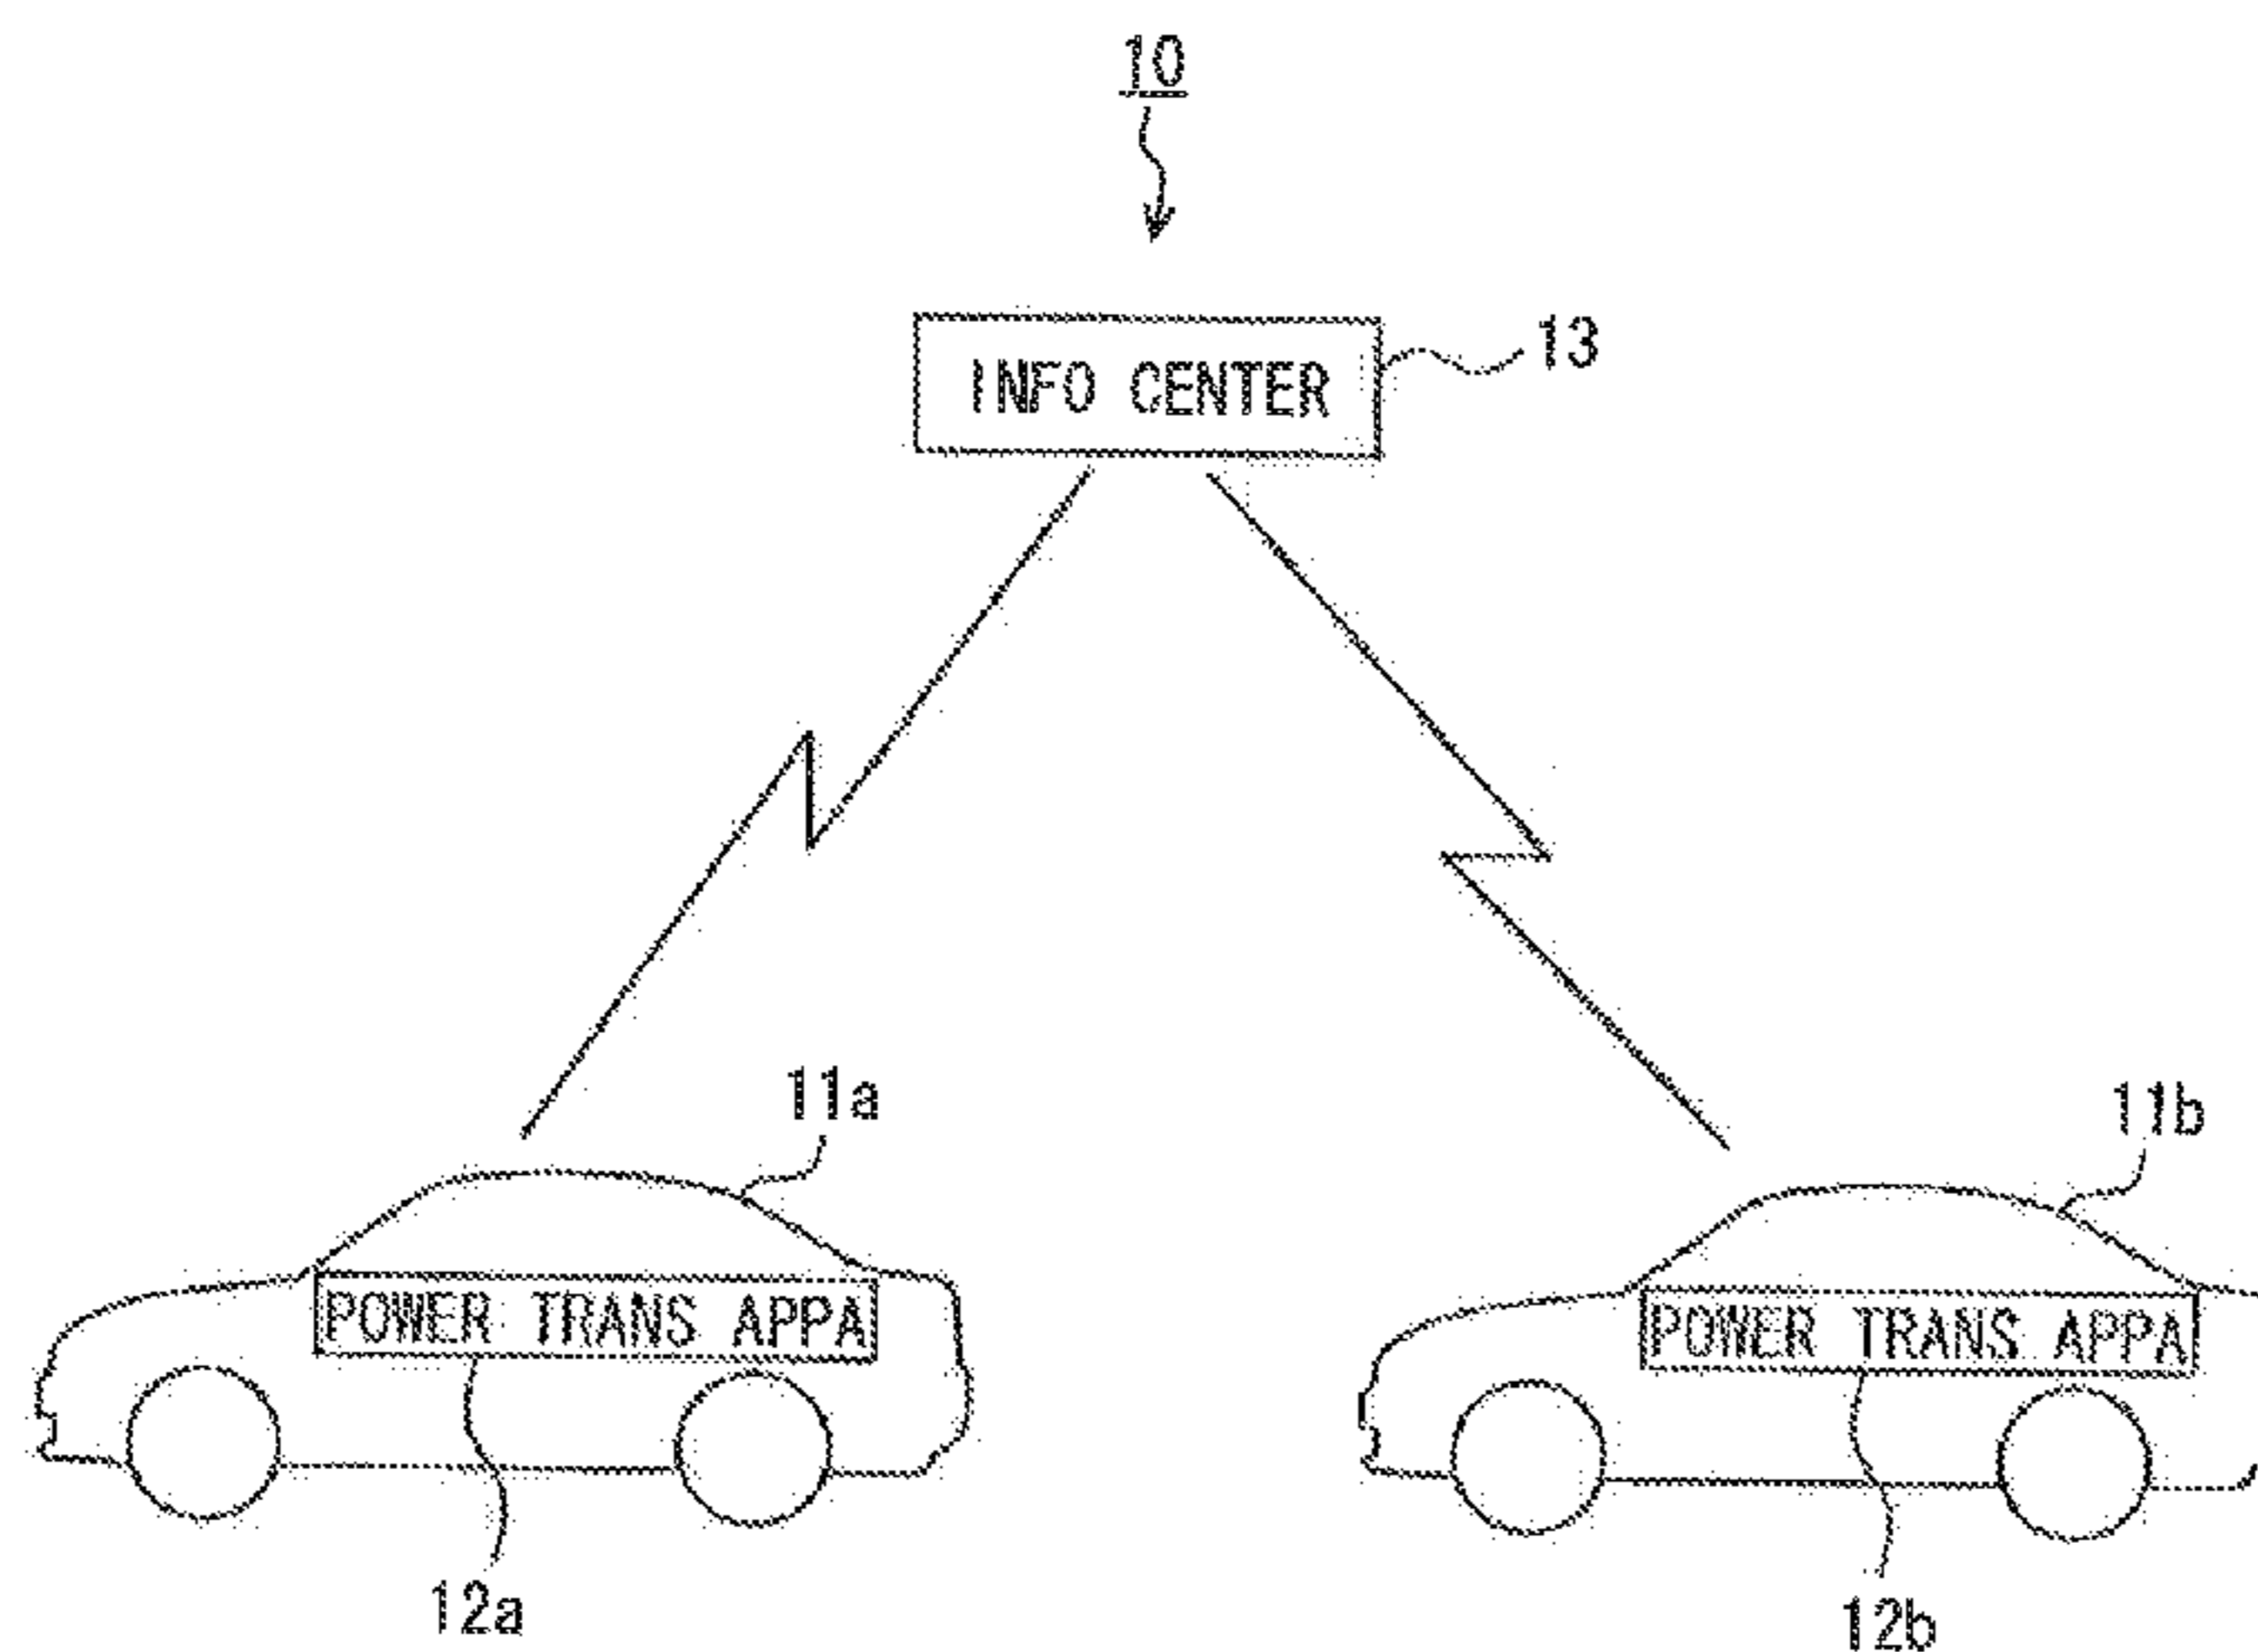 10
INFO CENTER
13
11a
11b
POWER TRANS APPA
POWER TRANS APPA
12a
12b